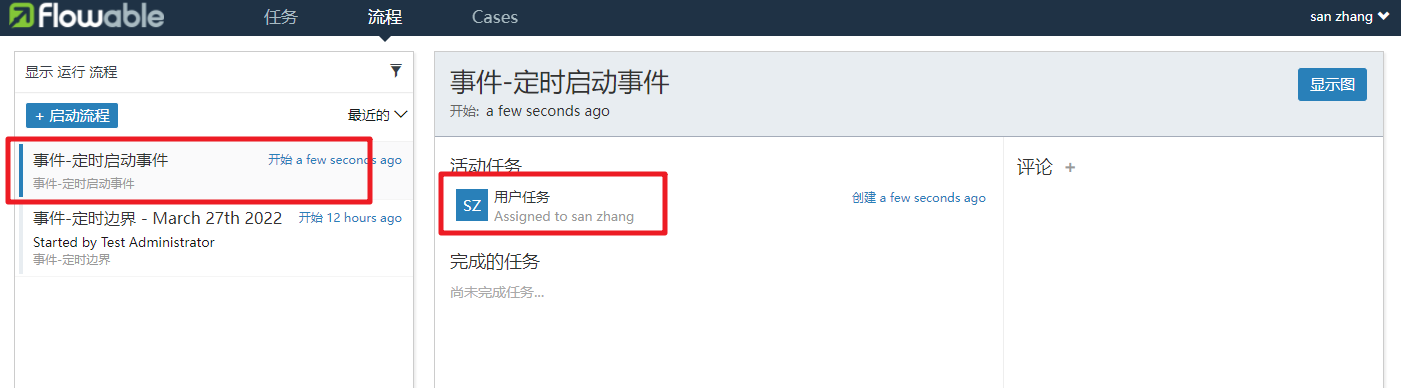 Flowable 任务 流程 Cases san zhang
显示 运行 流程
+ 启动流程 最近的
事件-定时启动事件 开始 a few seconds ago
事件-定时启动事件
事件-定时边界 - March 27th 2022 开始 12 hours ago
Started by Test Administrator
事件-定时边界
事件-定时启动事件 显示图
开始: a few seconds ago
活动任务
SZ 用户任务 创建 a few seconds ago
Assigned to san zhang
完成的任务
尚未完成任务...
评论 +